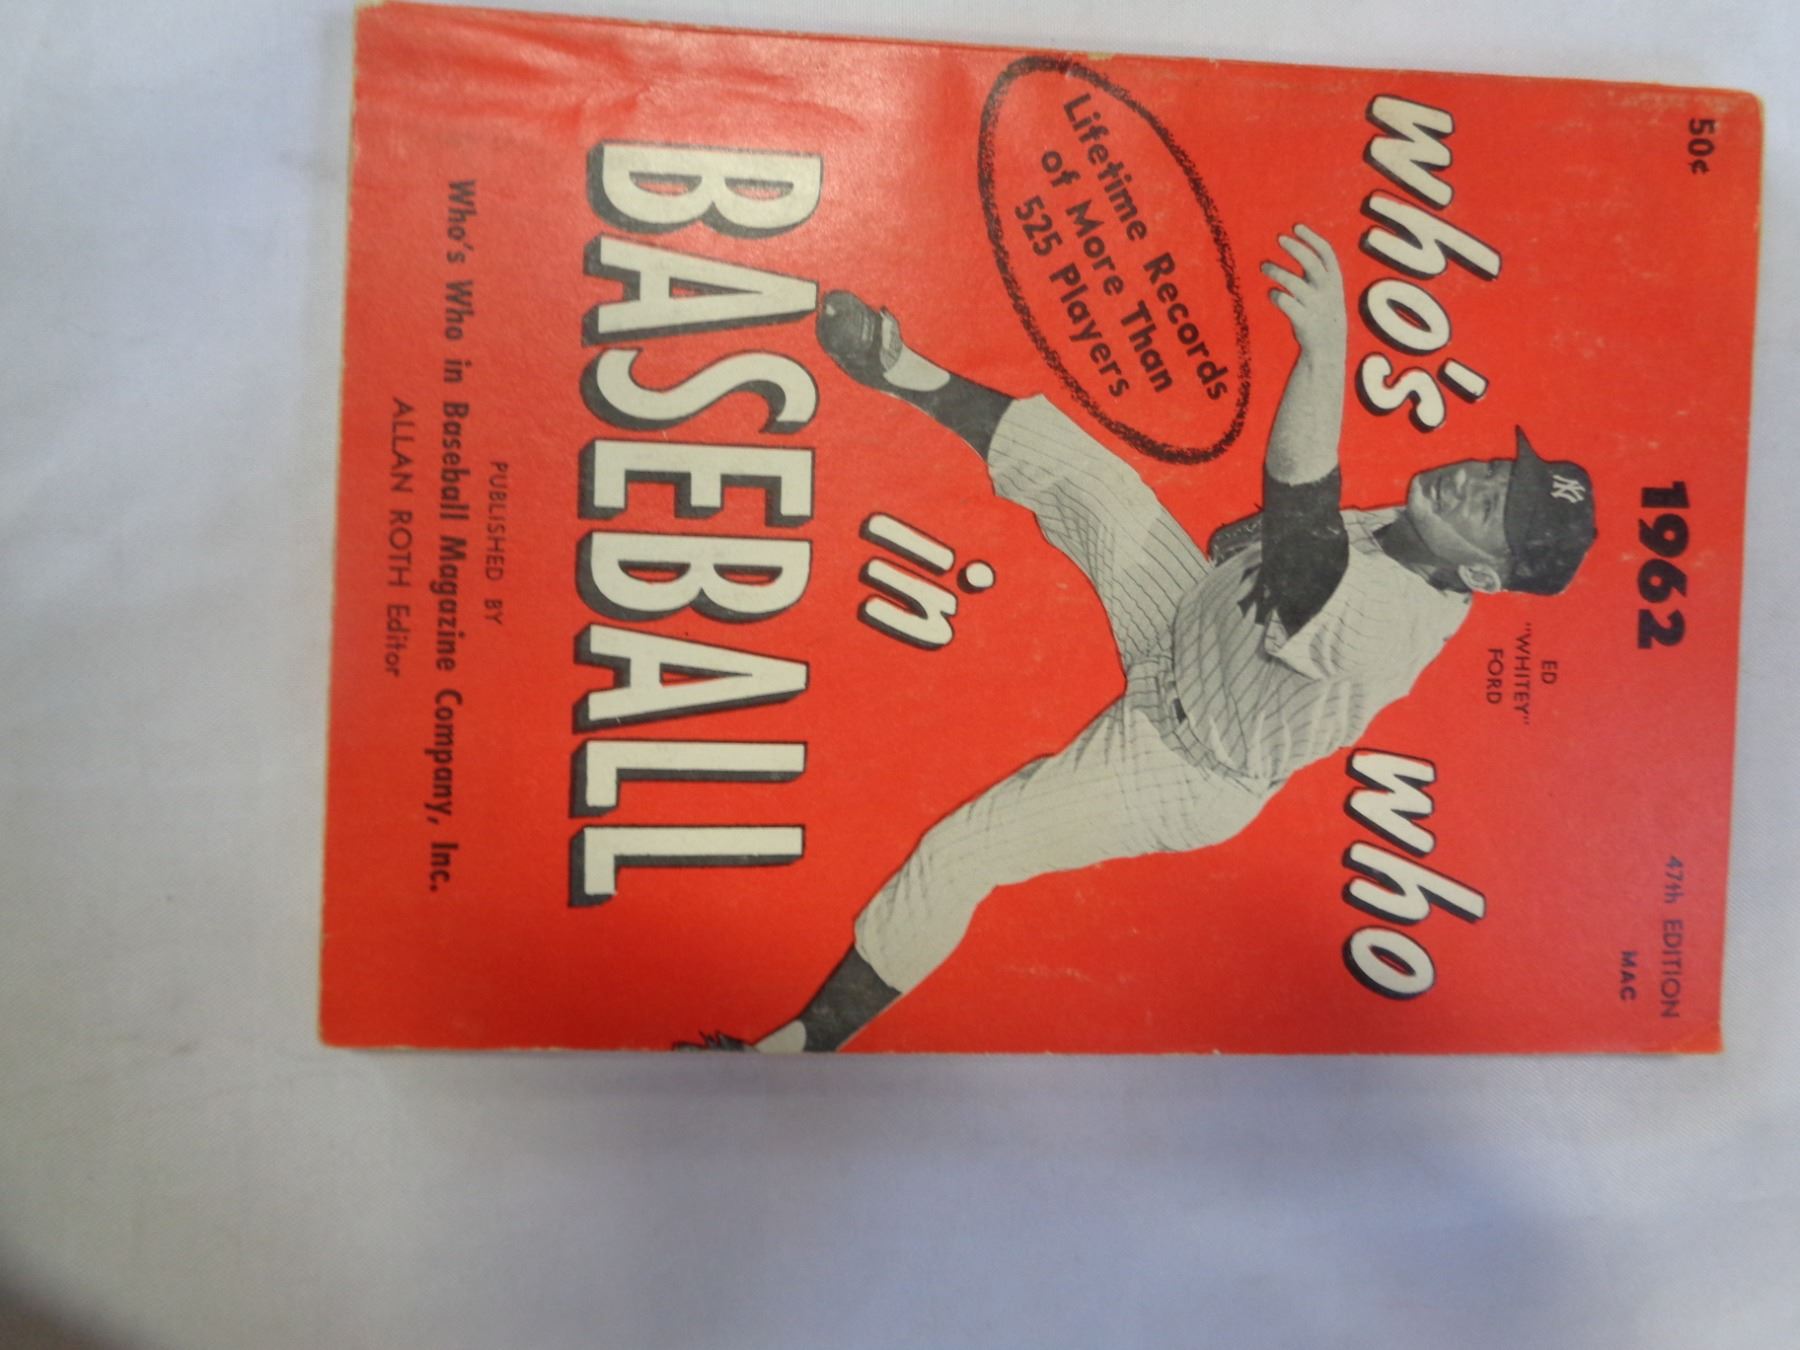 50¢
1962
47th EDITION
MAC
ED
"WHITEY"
FORD
NY
Who's Who
Lifetime Records
of More Than
525 Players
in
BASEBALL
PUBLISHED BY
Who's Who in Baseball Magazine Company, Inc.
ALLAN ROTH Editor